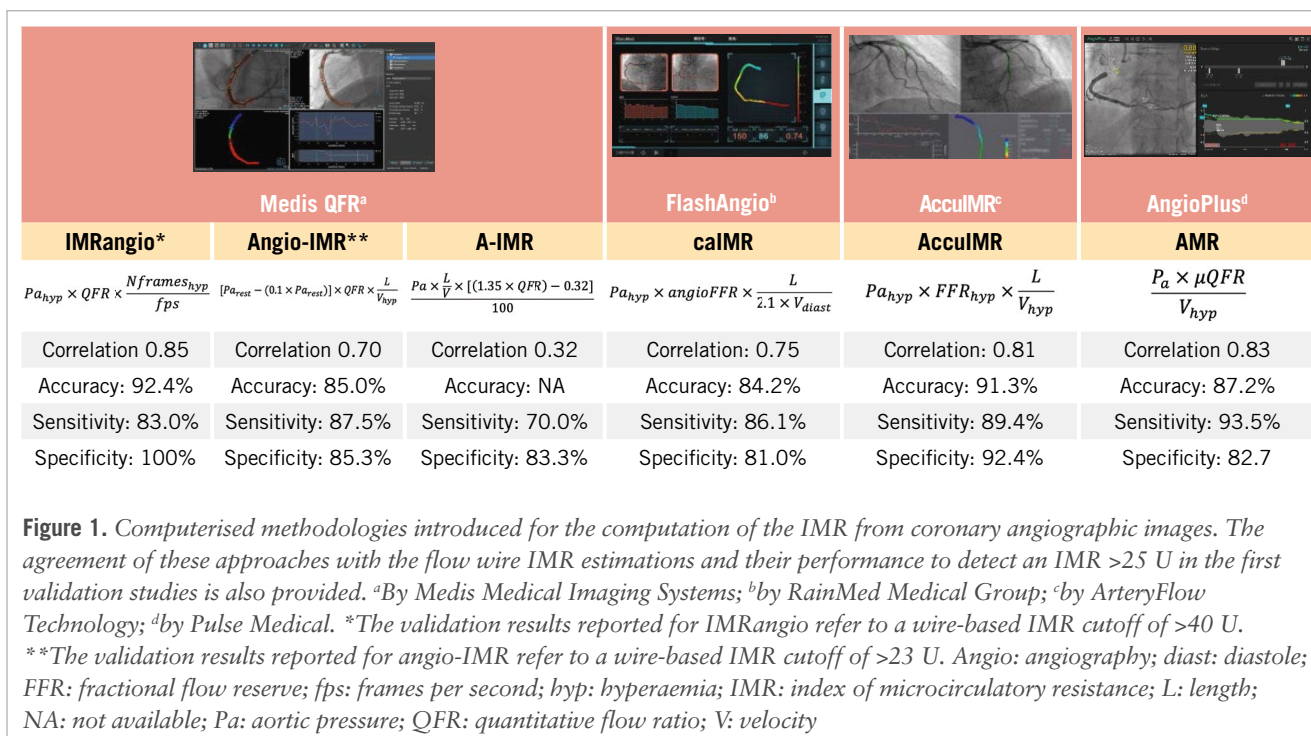 150 86 0.74
Medis QFRᵃ FlashAngioᵇ AccuIMRᶜ AngioPlusᵈ
IMRangio* Angio-IMR** A-IMR caIMR AccuIMR AMR
Pa_hyp × QFR × Nframes_hyp / fps
[Pa_rest − (0.1 × Pa_rest)] × QFR × L / V_hyp
Pa × L/V × [(1.35 × QFR) − 0.32] / 100
Pa_hyp × angioFFR × L / 2.1 × V_diast
Pa_hyp × FFR_hyp × L / V_hyp
P_a × μQFR / V_hyp
Correlation 0.85 Correlation 0.70 Correlation 0.32 Correlation: 0.75 Correlation: 0.81 Correlation 0.83
Accuracy: 92.4% Accuracy: 85.0% Accuracy: NA Accuracy: 84.2% Accuracy: 91.3% Accuracy: 87.2%
Sensitivity: 83.0% Sensitivity: 87.5% Sensitivity: 70.0% Sensitivity: 86.1% Sensitivity: 89.4% Sensitivity: 93.5%
Specificity: 100% Specificity: 85.3% Specificity: 83.3% Specificity: 81.0% Specificity: 92.4% Specificity: 82.7
Figure 1. Computerised methodologies introduced for the computation of the IMR from coronary angiographic images. The
agreement of these approaches with the flow wire IMR estimations and their performance to detect an IMR >25 U in the first
validation studies is also provided. ᵃBy Medis Medical Imaging Systems; ᵇby RainMed Medical Group; ᶜby ArteryFlow
Technology; ᵈby Pulse Medical. *The validation results reported for IMRangio refer to a wire-based IMR cutoff of >40 U.
**The validation results reported for angio-IMR refer to a wire-based IMR cutoff of >23 U. Angio: angiography; diast: diastole;
FFR: fractional flow reserve; fps: frames per second; hyp: hyperaemia; IMR: index of microcirculatory resistance; L: length;
NA: not available; Pa: aortic pressure; QFR: quantitative flow ratio; V: velocity